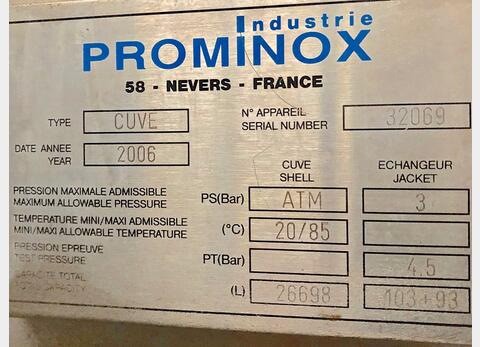 Industrie
PROMINOX
58 - NEVERS - FRANCE
TYPE CUVE N° APPAREIL SERIAL NUMBER 32069
DATE ANNEE YEAR 2006
CUVE SHELL ECHANGEUR JACKET
PRESSION MAXIMALE ADMISSIBLE
MAXIMUM ALLOWABLE PRESSURE PS(Bar) ATM 3
TEMPERATURE MINI/MAXI ADMISSIBLE
MINI/MAXI ALLOWABLE TEMPERATURE (°C) 20/85
PRESSION EPREUVE
TEST PRESSURE PT(Bar) 4.5
CAPACITE TOTAL
TOTAL CAPACITY (L) 26698 103+93